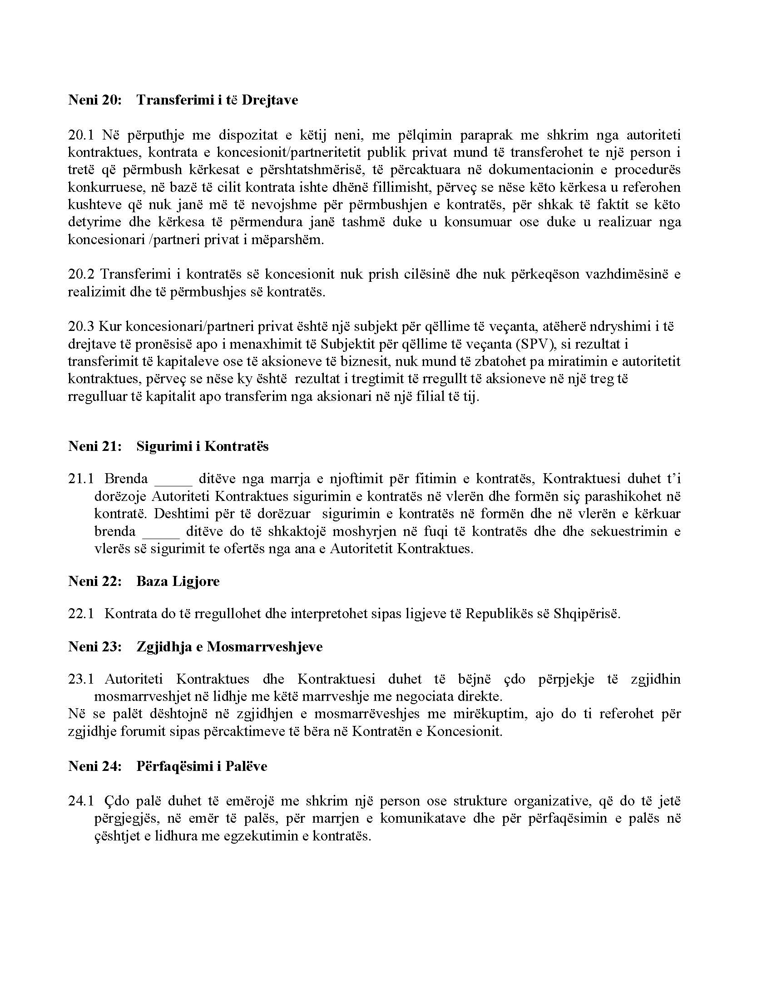 Neni 20: Transferimi i të Drejtave
20.1 Në përputhje me dispozitat e këtij neni, me pëlqimin paraprak me shkrim nga autoriteti
kontraktues, kontrata e koncesionit/partneritetit publik privat mund të transferohet te një person i
tretë që përmbush kërkesat e përshtatshmërisë, të përcaktuara në dokumentacionin e procedurës
konkurruese, në bazë të cilit kontrata ishte dhënë fillimisht, përveç se nëse këto kërkesa u referohen
kushteve që nuk janë më të nevojshme për përmbushjen e kontratës, për shkak të faktit se këto
detyrime dhe kërkesa të përmendura janë tashmë duke u konsumuar ose duke u realizuar nga
koncesionari /partneri privat i mëparshëm.
20.2 Transferimi i kontratës së koncesionit nuk prish cilësinë dhe nuk përkeqëson vazhdimësinë e
realizimit dhe të përmbushjes së kontratës.
20.3 Kur koncesionari/partneri privat është një subjekt për qëllime të veçanta, atëherë ndryshimi i të
drejtave të pronësisë apo i menaxhimit të Subjektit për qëllime të veçanta (SPV), si rezultat i
transferimit të kapitaleve ose të aksioneve të biznesit, nuk mund të zbatohet pa miratimin e autoritetit
kontraktues, përveç se nëse ky është  rezultat i tregtimit të rregullt të aksioneve në një treg të
rregulluar të kapitalit apo transferim nga aksionari në një filial të tij.
Neni 21: Sigurimi i Kontratës
21.1 Brenda _____ ditëve nga marrja e njoftimit për fitimin e kontratës, Kontraktuesi duhet t’i
dorëzoje Autoriteti Kontraktues sigurimin e kontratës në vlerën dhe formën siç parashikohet në
kontratë. Deshtimi për të dorëzuar  sigurimin e kontratës në formën dhe në vlerën e kërkuar
brenda _____ ditëve do të shkaktojë moshyrjen në fuqi të kontratës dhe dhe sekuestrimin e
vlerës së sigurimit te ofertës nga ana e Autoritetit Kontraktues.
Neni 22: Baza Ligjore
22.1 Kontrata do të rregullohet dhe interpretohet sipas ligjeve të Republikës së Shqipërisë.
Neni 23: Zgjidhja e Mosmarrveshjeve
23.1 Autoriteti Kontraktues dhe Kontraktuesi duhet të bëjnë çdo përpjekje të zgjidhin
mosmarrveshjet në lidhje me këtë marrveshje me negociata direkte.
Në se palët dështojnë në zgjidhjen e mosmarrëveshjes me mirëkuptim, ajo do ti referohet për
zgjidhje forumit sipas përcaktimeve të bëra në Kontratën e Koncesionit.
Neni 24: Përfaqësimi i Palëve
24.1 Çdo palë duhet të emërojë me shkrim një person ose strukture organizative, që do të jetë
përgjegjës, në emër të palës, për marrjen e komunikatave dhe për përfaqësimin e palës në
çështjet e lidhura me egzekutimin e kontratës.